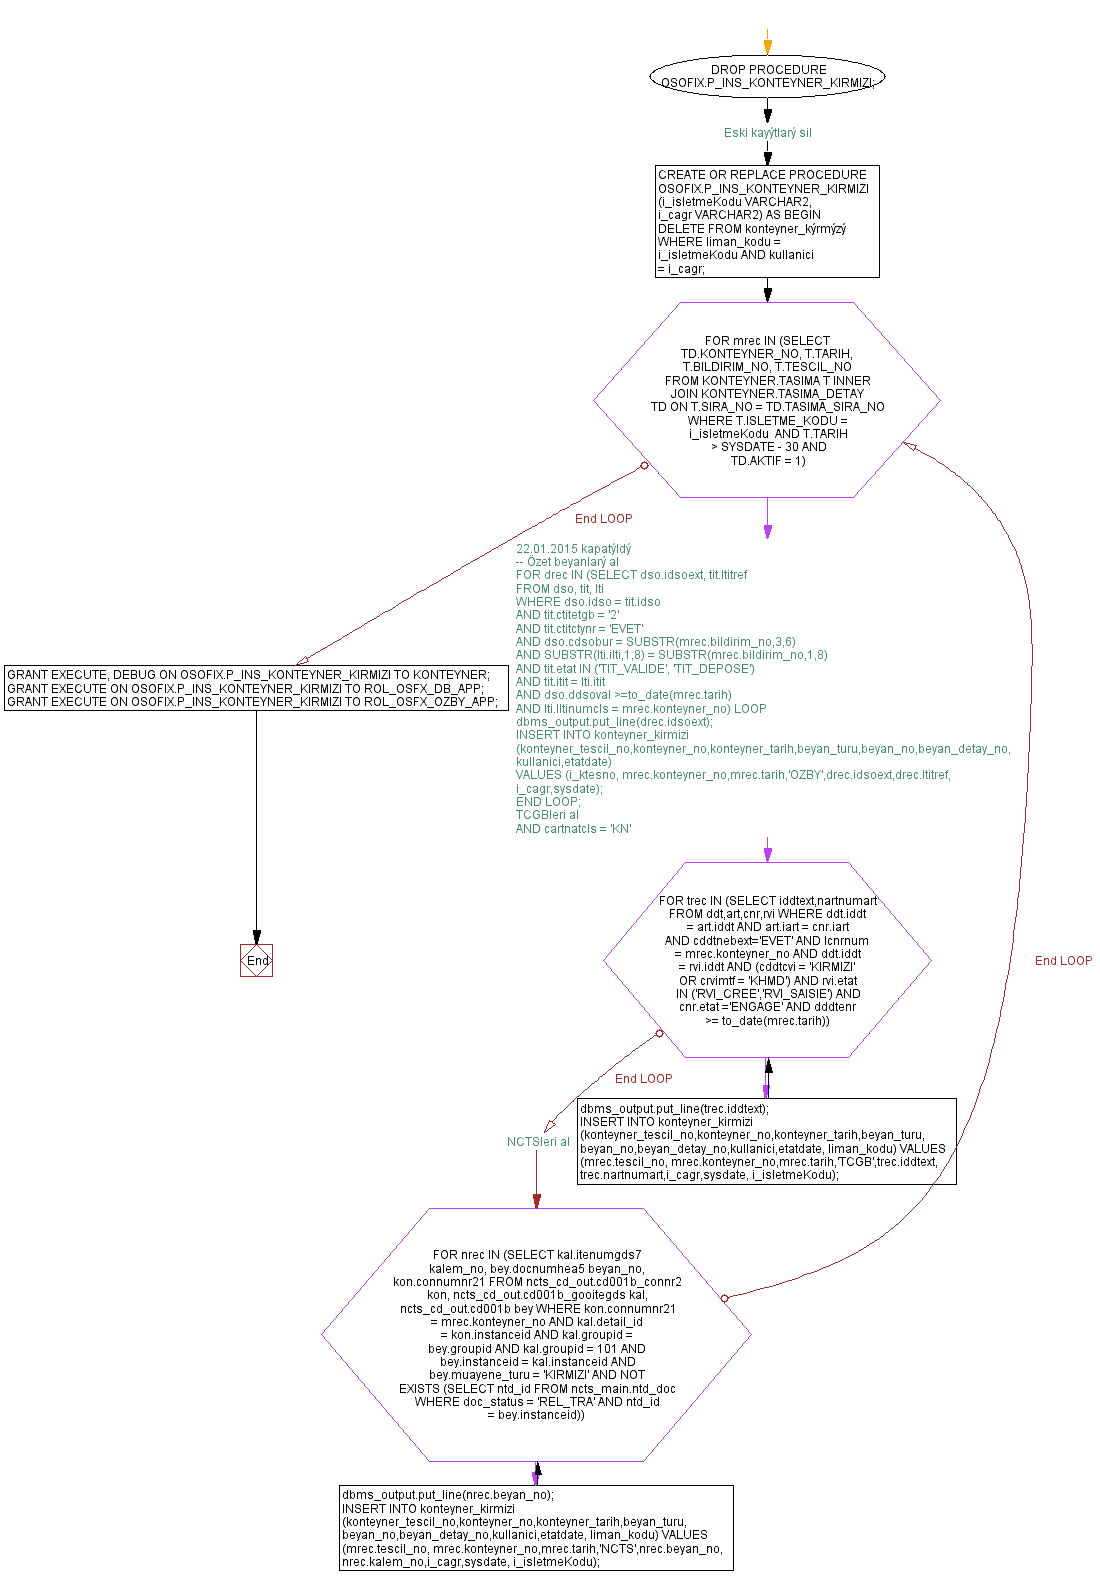 DROP PROCEDURE
OSOFIX.P_INS_KONTEYNER_KIRMIZI;
Eski kayýtlarý sil
CREATE OR REPLACE PROCEDURE
OSOFIX.P_INS_KONTEYNER_KIRMIZI
(i_isletmeKodu VARCHAR2,
i_cagr VARCHAR2) AS BEGIN
DELETE FROM konteyner_kýrmýzý
WHERE liman_kodu =
i_isletmeKodu AND kullanici
= i_cagr;
FOR mrec IN (SELECT
TD.KONTEYNER_NO, T.TARIH,
T.BILDIRIM_NO, T.TESCIL_NO
FROM KONTEYNER.TASIMA T INNER
JOIN KONTEYNER.TASIMA_DETAY
TD ON T.SIRA_NO = TD.TASIMA_SIRA_NO
WHERE T.ISLETME_KODU =
i_isletmeKodu  AND T.TARIH
> SYSDATE - 30 AND
TD.AKTIF = 1)
End LOOP
22.01.2015 kapatýldý
-- Özet beyanlarý al
FOR drec IN (SELECT dso.idsoext, tit.ltitref
FROM dso, tit, lti
WHERE dso.idso = tit.idso
AND tit.ctitetgb = '2'
AND tit.ctitctynr = 'EVET'
AND dso.cdsobur = SUBSTR(mrec.bildirim_no,3,6)
AND SUBSTR(lti.ilti,1,8) = SUBSTR(mrec.bildirim_no,1,8)
AND tit.etat IN ('TIT_VALIDE', 'TIT_DEPOSE')
AND tit.itit = lti.itit
AND dso.ddsoval >=to_date(mrec.tarih)
AND lti.lltinumcls = mrec.konteyner_no) LOOP
dbms_output.put_line(drec.idsoext);
INSERT INTO konteyner_kirmizi
(konteyner_tescil_no,konteyner_no,konteyner_tarih,beyan_turu,beyan_no,beyan_detay_no,
kullanici,etatdate)
VALUES (i_ktesno, mrec.konteyner_no,mrec.tarih,'OZBY',drec.idsoext,drec.ltitref,
i_cagr,sysdate);
END LOOP;
TCGBleri al
AND cartnatcls = 'KN'
GRANT EXECUTE, DEBUG ON OSOFIX.P_INS_KONTEYNER_KIRMIZI TO KONTEYNER;
GRANT EXECUTE ON OSOFIX.P_INS_KONTEYNER_KIRMIZI TO ROL_OSFX_DB_APP;
GRANT EXECUTE ON OSOFIX.P_INS_KONTEYNER_KIRMIZI TO ROL_OSFX_OZBY_APP;
End
FOR trec IN (SELECT iddtext,nartnumart
FROM ddt,art,cnr,rvi WHERE ddt.iddt
= art.iddt AND art.iart = cnr.iart
AND cddtnebext='EVET' AND lcnrnum
= mrec.konteyner_no AND ddt.iddt
= rvi.iddt AND (cddtcvi = 'KIRMIZI'
OR crvimtf = 'KHMD') AND rvi.etat
IN ('RVI_CREE','RVI_SAISIE') AND
cnr.etat ='ENGAGE' AND dddtenr
>= to_date(mrec.tarih))
End LOOP
End LOOP
dbms_output.put_line(trec.iddtext);
INSERT INTO konteyner_kirmizi
(konteyner_tescil_no,konteyner_no,konteyner_tarih,beyan_turu,
beyan_no,beyan_detay_no,kullanici,etatdate, liman_kodu) VALUES
(mrec.tescil_no, mrec.konteyner_no,mrec.tarih,'TCGB',trec.iddtext,
trec.nartnumart,i_cagr,sysdate, i_isletmeKodu);
NCTSleri al
FOR nrec IN (SELECT kal.itenumgds7
kalem_no, bey.docnumhea5 beyan_no,
kon.connumnr21 FROM ncts_cd_out.cd001b_connr2
kon, ncts_cd_out.cd001b_gooitegds kal,
ncts_cd_out.cd001b bey WHERE kon.connumnr21
= mrec.konteyner_no AND kal.detail_id
= kon.instanceid AND kal.groupid =
bey.groupid AND kal.groupid = 101 AND
bey.instanceid = kal.instanceid AND
bey.muayene_turu = 'KIRMIZI' AND NOT
EXISTS (SELECT ntd_id FROM ncts_main.ntd_doc
WHERE doc_status = 'REL_TRA' AND ntd_id
= bey.instanceid))
dbms_output.put_line(nrec.beyan_no);
INSERT INTO konteyner_kirmizi
(konteyner_tescil_no,konteyner_no,konteyner_tarih,beyan_turu,
beyan_no,beyan_detay_no,kullanici,etatdate, liman_kodu) VALUES
(mrec.tescil_no, mrec.konteyner_no,mrec.tarih,'NCTS',nrec.beyan_no,
nrec.kalem_no,i_cagr,sysdate, i_isletmeKodu);